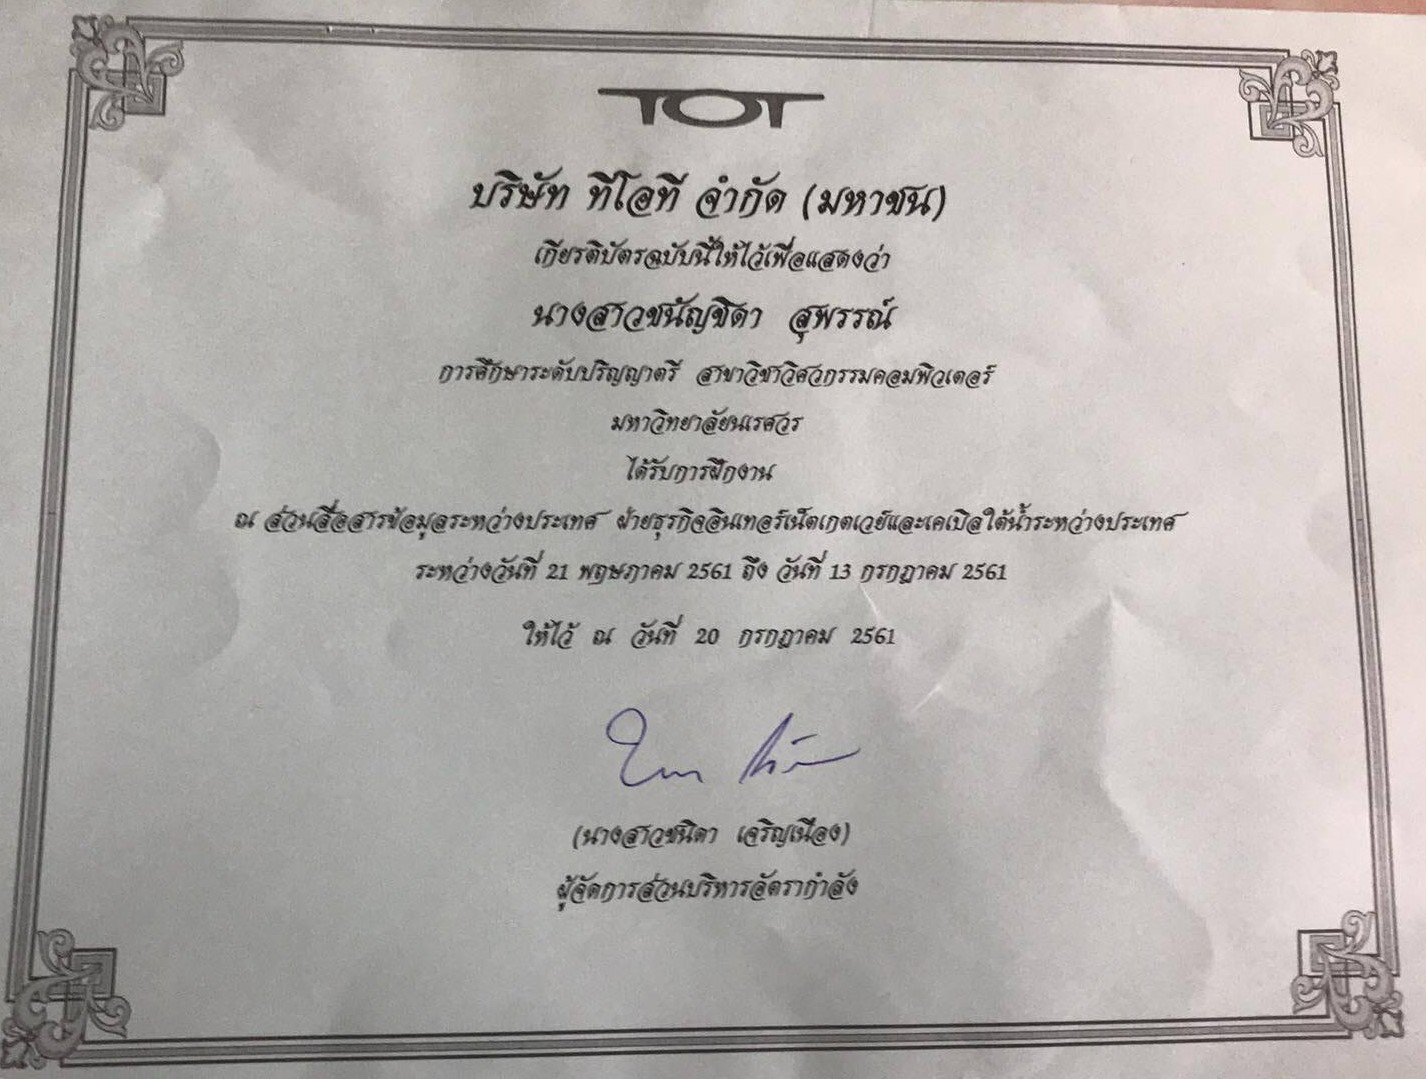 TOT
บริษัท ทีโอที จำกัด (มหาชน)
เกียรติบัตรฉบับนี้ให้ไว้เพื่อแสดงว่า
นางสาวชนัญชิดา สุพรรณ์
การศึกษาระดับปริญญาตรี สาขาวิชาวิศวกรรมคอมพิวเตอร์
มหาวิทยาลัยนเรศวร
ได้รับการฝึกงาน
ณ ส่วนสื่อสารข้อมูลระหว่างประเทศ ฝ่ายธุรกิจอินเทอร์เน็ตเกตเวย์และเคเบิลใต้น้ำระหว่างประเทศ
ระหว่างวันที่ 21 พฤษภาคม 2561 ถึง วันที่ 13 กรกฎาคม 2561
ให้ไว้ ณ วันที่ 20 กรกฎาคม 2561
(นางสาวชนิดา เจริญเนือง)
ผู้จัดการส่วนบริหารอัตรากำลัง